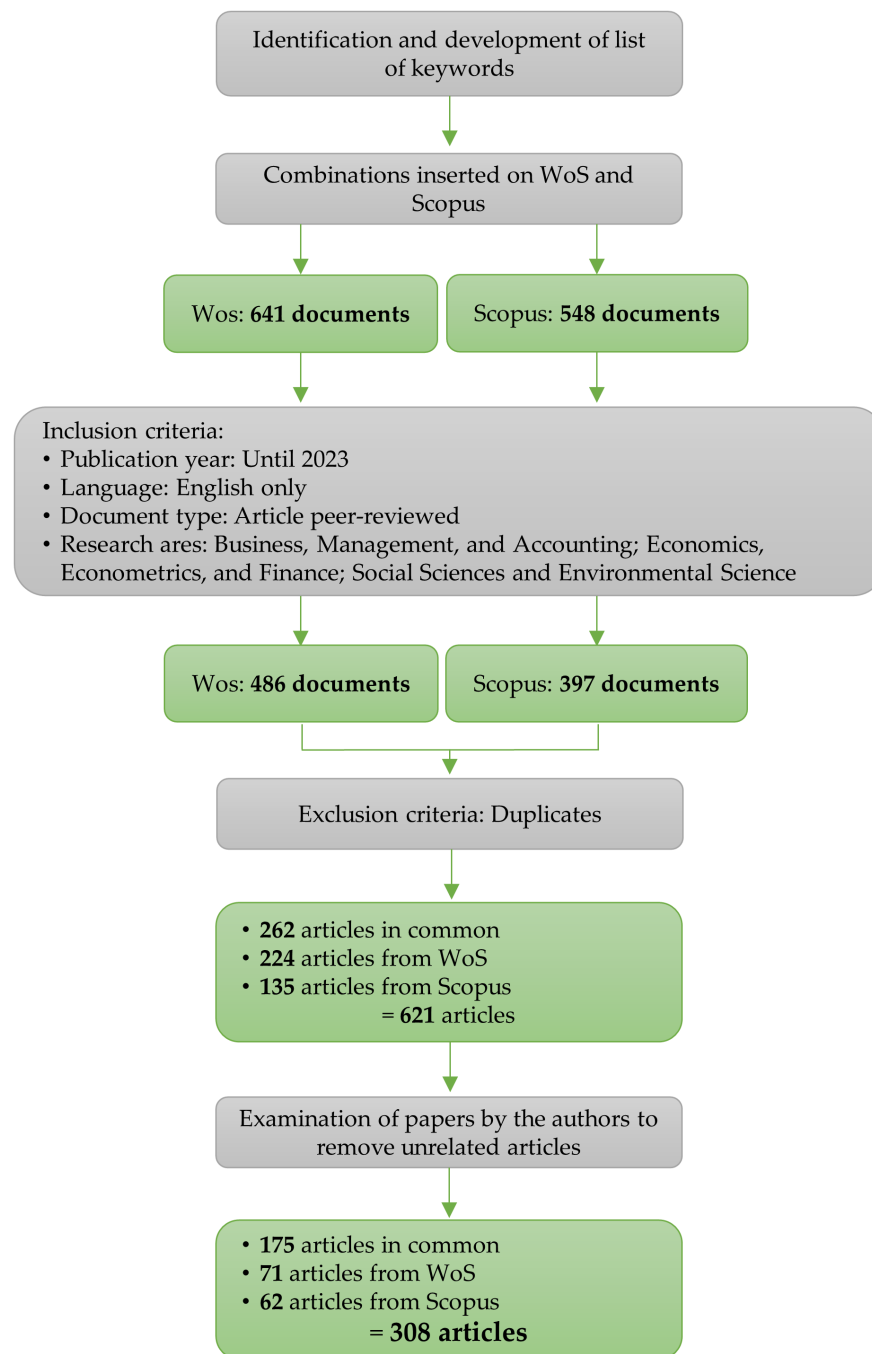 Identification and development of list
of keywords
Combinations inserted on WoS and
Scopus
Wos: 641 documents
Scopus: 548 documents
Inclusion criteria:
• Publication year: Until 2023
• Language: English only
• Document type: Article peer-reviewed
• Research ares: Business, Management, and Accounting; Economics,
Econometrics, and Finance; Social Sciences and Environmental Science
Wos: 486 documents
Scopus: 397 documents
Exclusion criteria: Duplicates
• 262 articles in common
• 224 articles from WoS
• 135 articles from Scopus
= 621 articles
Examination of papers by the authors to
remove unrelated articles
• 175 articles in common
• 71 articles from WoS
• 62 articles from Scopus
= 308 articles